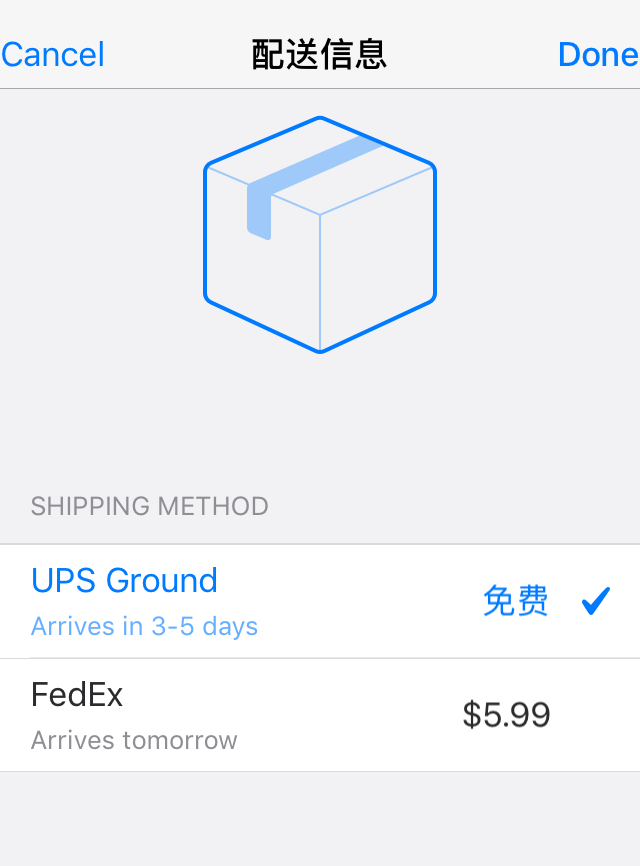 Cancel 配送信息 Done
SHIPPING METHOD
UPS Ground
Arrives in 3-5 days
免费
FedEx
Arrives tomorrow
$5.99